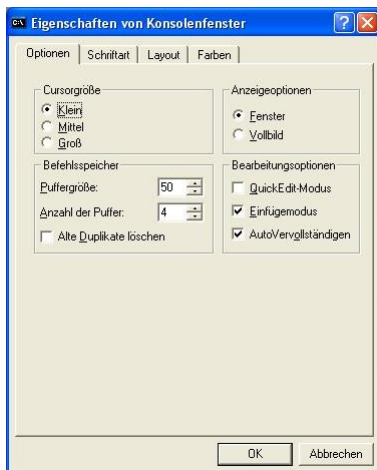 Eigenschaften von Konsolenfenster
Optionen
Schriftart
Layout
Farben
Cursorgröße
Klein
Mittel
Groß
Anzeigeoptionen
Fenster
Vollbild
Befehlsspeicher
Puffergröße: 50
Anzahl der Puffer: 4
Alte Duplikate löschen
Bearbeitungsoptionen
QuickEdit-Modus
Einfügemodus
AutoVervollständigen
OK
Abbrechen